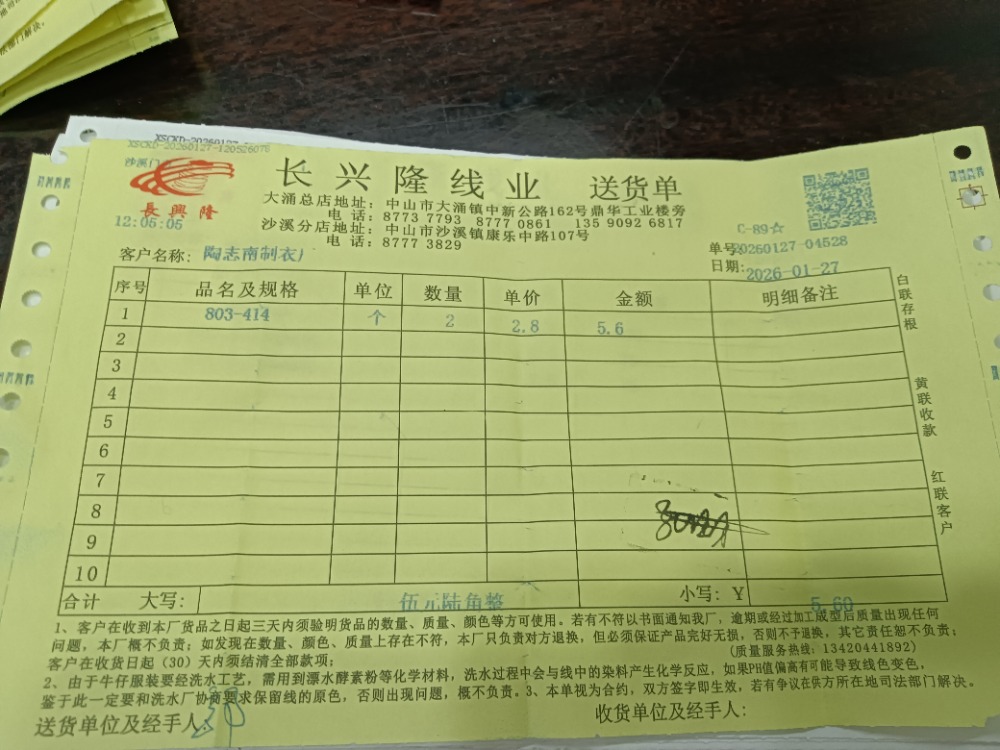 XSCKD-20260127-120526076
沙溪门
長興隆
12:05:05
长兴隆线业 送货单
大涌总店地址：中山市大涌镇中新公路162号鼎华工业楼旁
电话：8773 7793 8777 0861 135 9092 6817
沙溪分店地址：中山市沙溪镇康乐中路107号
电话：8777 3829
C-89☆
客户名称：陶志南制衣厂
单号20260127-04528
日期：2026-01-27
序号 品名及规格 单位 数量 单价 金额 明细备注
1 803-414 个 2 2.8 5.6
2
3
4
5
6
7
8
9
10
合计 大写： 伍元陆角整 小写：Y 5.60
白联存根
黄联收款
红联客户
1、客户在收到本厂货品之日起三天内须验明货品的数量、质量、颜色等方可使用。若有不符以书面通知我厂，逾期或经过加工成型后质量出现任何
问题，本厂概不负责；如发现在数量、颜色、质量上存在不符，本厂只负责对方退换，但必须保证产品完好无损，否则不予退换，其它责任恕不负责；
客户在收货日起（30）天内须结清全部款项； (质量服务热线：13420441892)
2、由于牛仔服装要经洗水工艺，需用到漂水酵素粉等化学材料，洗水过程中会与线中的染料产生化学反应，如果PH值偏高有可能导致线色变色，
鉴于此一定要和洗水厂协商要求保留线的原色，否则出现问题，概不负责。3、本单视为合约，双方签字即生效，若有争议在供方所在地司法部门解决。
送货单位及经手人： 收货单位及经手人：